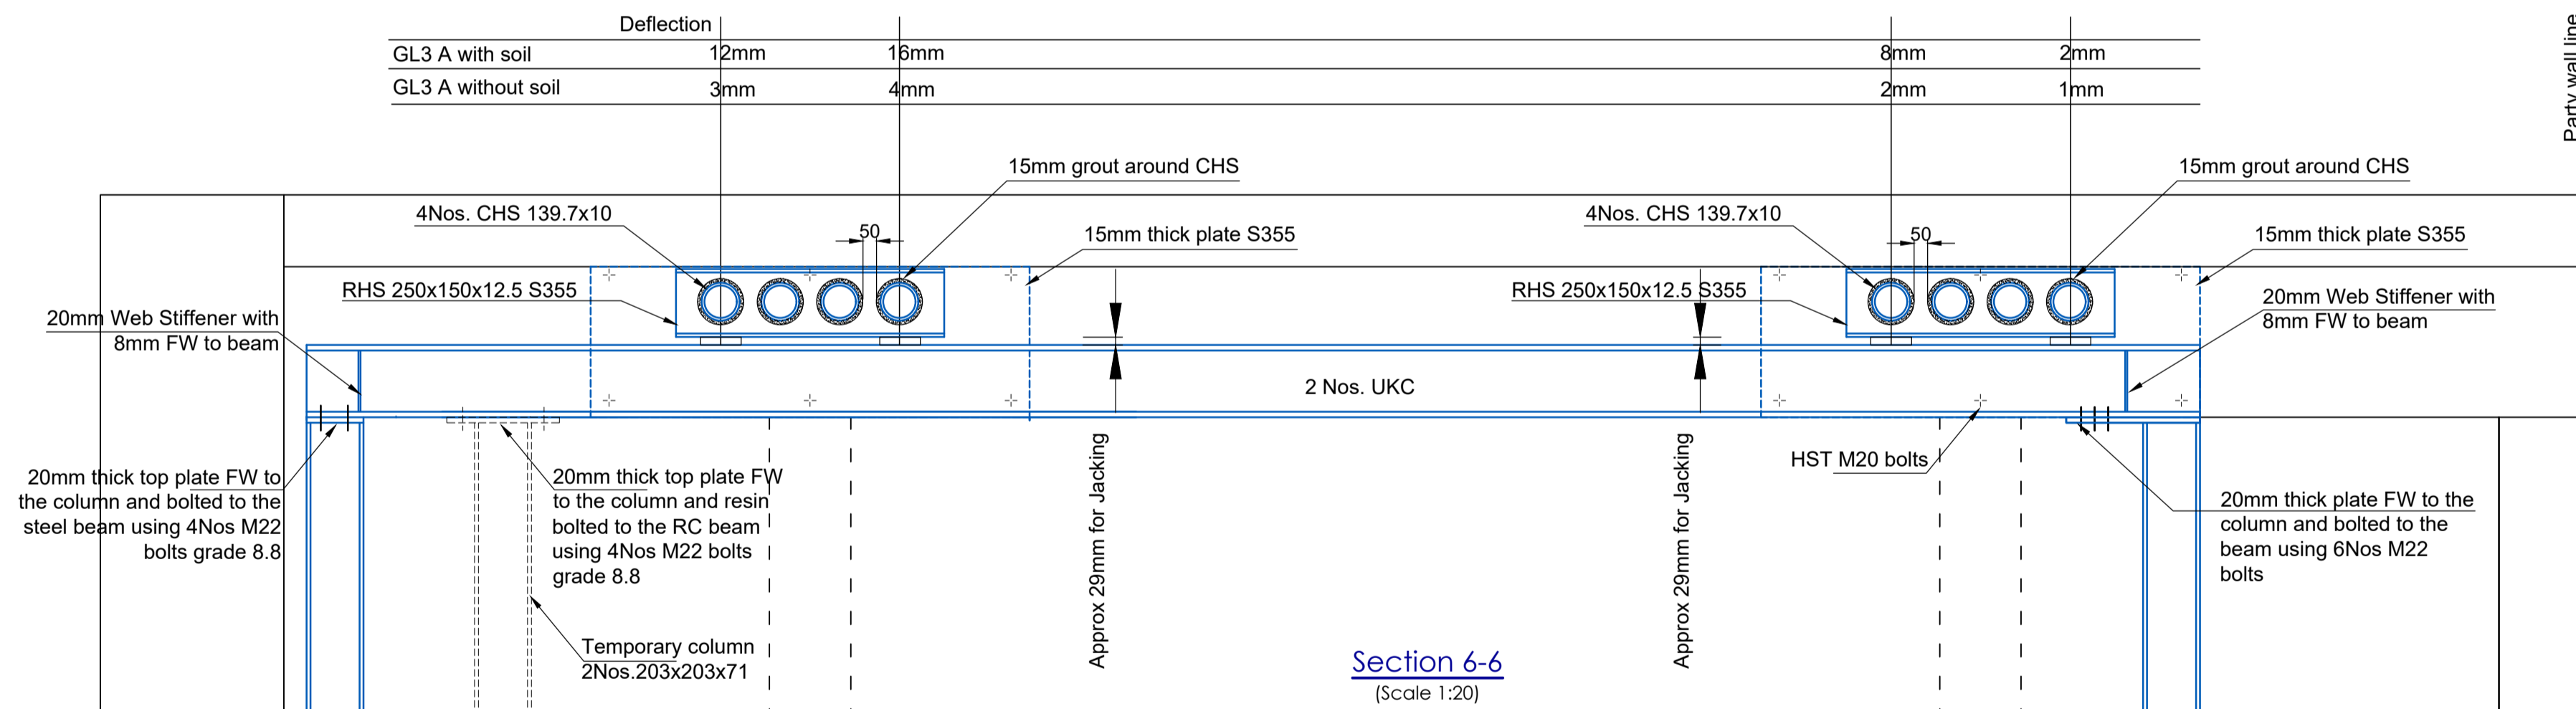 Deflection
GL3 A with soil
12mm
16mm
8mm
2mm
GL3 A without soil
3mm
4mm
2mm
1mm
Party wall line
15mm grout around CHS
15mm grout around CHS
4Nos. CHS 139.7x10
50
15mm thick plate S355
4Nos. CHS 139.7x10
50
15mm thick plate S355
RHS 250x150x12.5 S355
RHS 250x150x12.5 S355
20mm Web Stiffener with
8mm FW to beam
20mm Web Stiffener with
8mm FW to beam
2 Nos. UKC
20mm thick top plate FW to
the column and bolted to the
steel beam using 4Nos M22
bolts grade 8.8
20mm thick top plate FW
to the column and resin
bolted to the RC beam
using 4Nos M22 bolts
grade 8.8
Approx 29mm for Jacking
Approx 29mm for Jacking
HST M20 bolts
20mm thick plate FW to the
column and bolted to the
beam using 6Nos M22
bolts
Temporary column
2Nos.203x203x71
Section 6-6
(Scale 1:20)